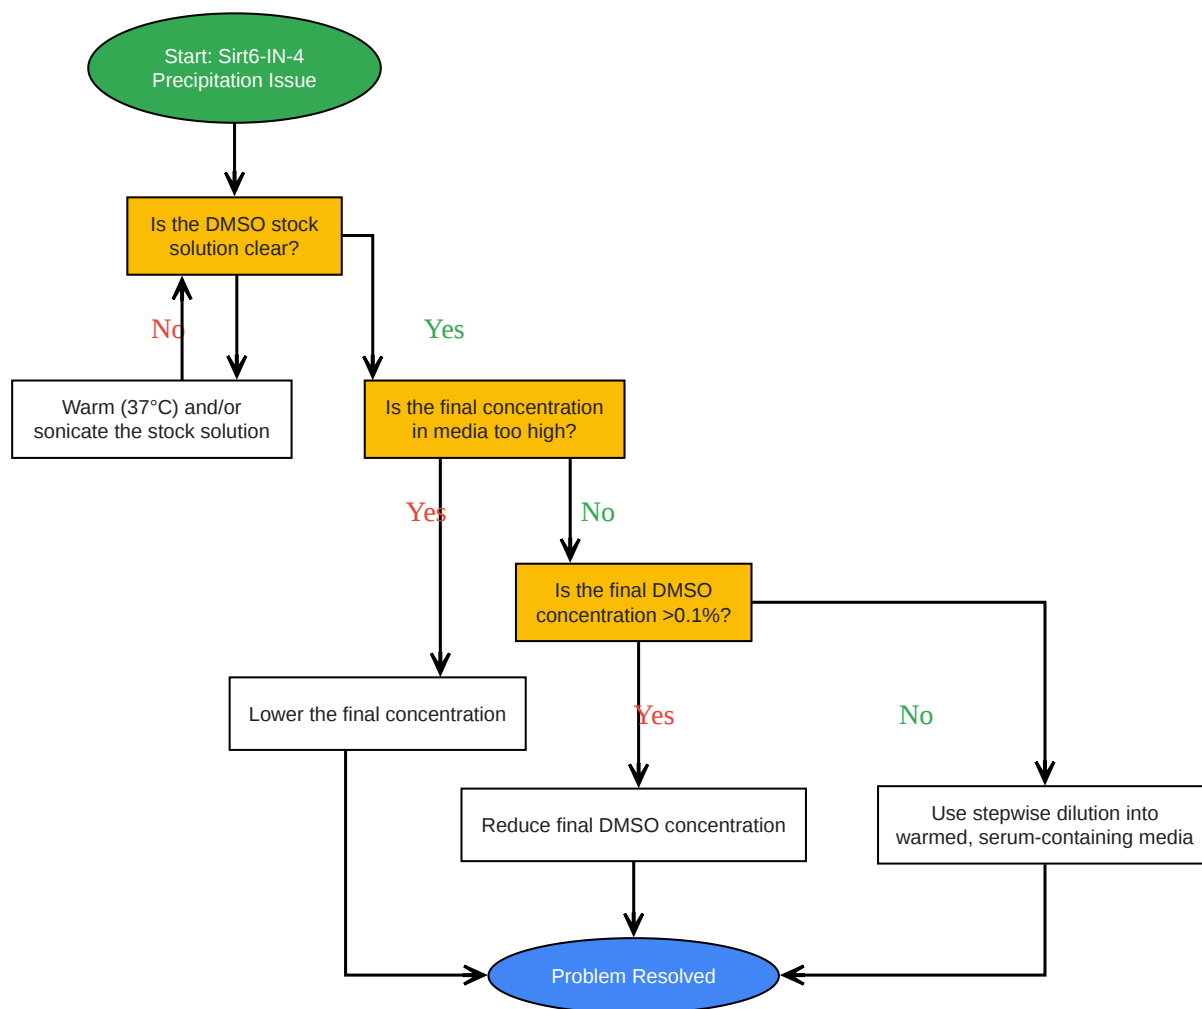 Start: Sirt6-IN-4
Precipitation Issue
Is the DMSO stock
solution clear?
No
Yes
Warm (37°C) and/or
sonicate the stock solution
Is the final concentration
in media too high?
Yes
No
Is the final DMSO
concentration >0.1%?
Lower the final concentration
Yes
No
Reduce final DMSO concentration
Use stepwise dilution into
warmed, serum-containing media
Problem Resolved